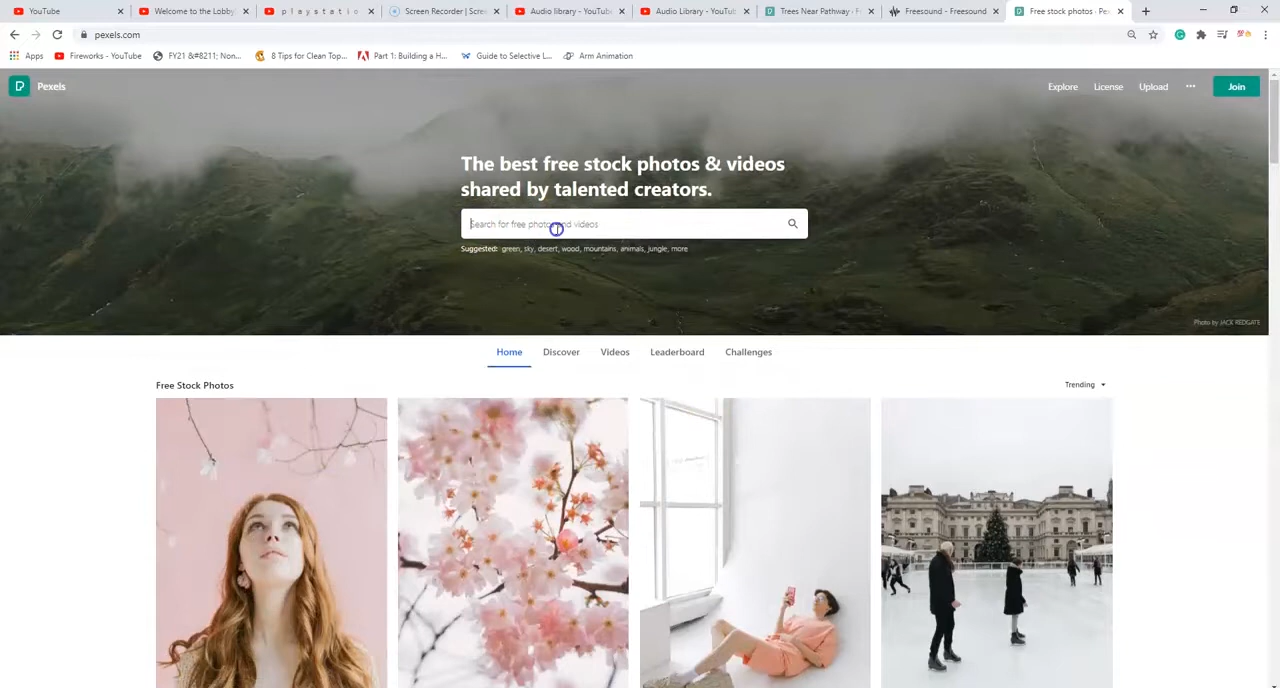 YouTube
Welcome to the Lobby
p l a y s t a t i o
Screen Recorder | Scree
Audio library - YouTube
Audio Library - YouTube
Trees Near Pathway · F
Freesound - Freesound
Free stock photos · Pex
pexels.com
Apps
Fireworks - YouTube
FY21 &#8211; Non...
8 Tips for Clean Top...
Part 1: Building a H...
Guide to Selective L...
Arm Animation
Pexels
Explore
License
Upload
Join
The best free stock photos & videos
shared by talented creators.
Search for free photos and videos
Suggested: green, sky, desert, wood, mountains, animals, jungle, more
Photo by JACK REDGATE
Home
Discover
Videos
Leaderboard
Challenges
Free Stock Photos
Trending